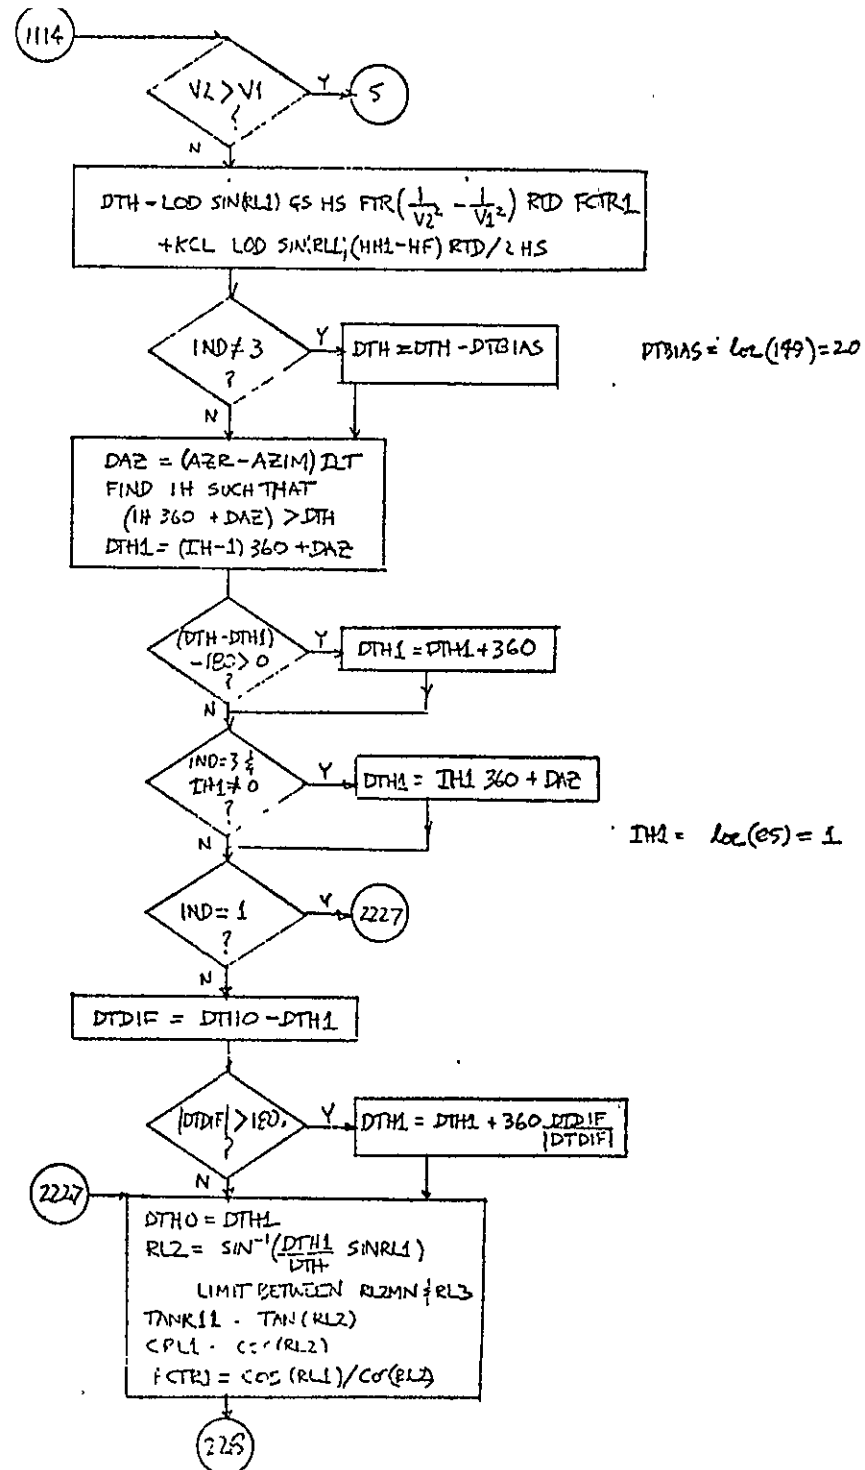 1114
V2 > V1
?
Y
5
N
DTH - LOD SIN(RL1) GS HS FTR(1/V2² - 1/V1²) RTD FCTR1
+KCL LOD SIN(RL1)(HH1-HF) RTD/2 HS
IND ≠ 3
?
Y
DTH = DTH - DTBIAS
DTBIAS = loc(149) = 20
N
DAZ = (AZR - AZIM) DLT
FIND IH SUCH THAT
(IH 360 + DAZ) > DTH
DTH1 = (IH-1) 360 + DAZ
(DTH-DTH1)
-180 > 0
?
Y
DTH1 = DTH1 + 360
N
IND=3 &
IH1≠0
?
Y
DTH1 = IH1 360 + DAZ
N
IH1 = loc(85) = 1
IND = 1
?
Y
2227
N
DTDIF = DTH0 - DTH1
|DTDIF| > 180.
?
Y
DTH1 = DTH1 + 360 DTDIF/|DTDIF|
N
2227
DTH0 = DTH1
RL2 = SIN⁻¹(DTH1/DTH SINRL1)
LIMIT BETWEEN RL2MN & RL3
TANRL1 - TAN(RL2)
CRL1 - COS(RL2)
FCTR1 = COS(RL1)/COS(RL2)
228